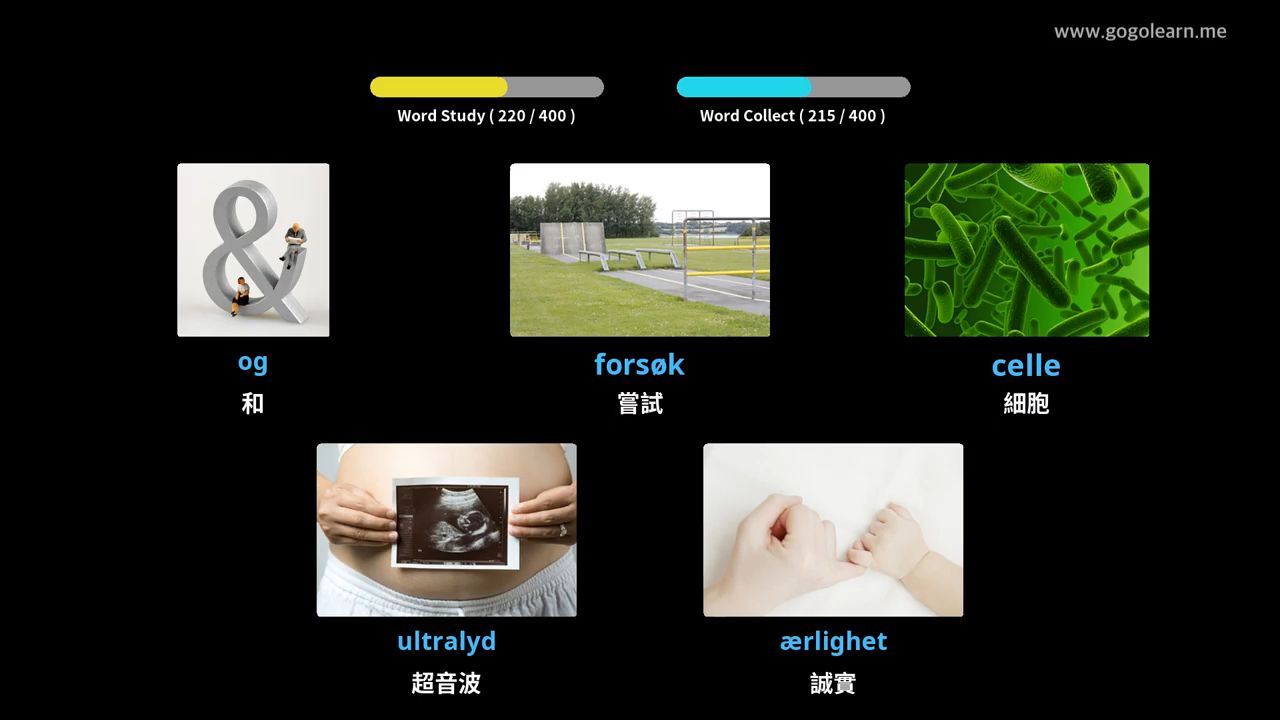 www.gogolearn.me
Word Study ( 220 / 400 )
Word Collect ( 215 / 400 )
&
og
和
forsøk
嘗試
celle
細胞
ultralyd
超音波
ærlighet
誠實